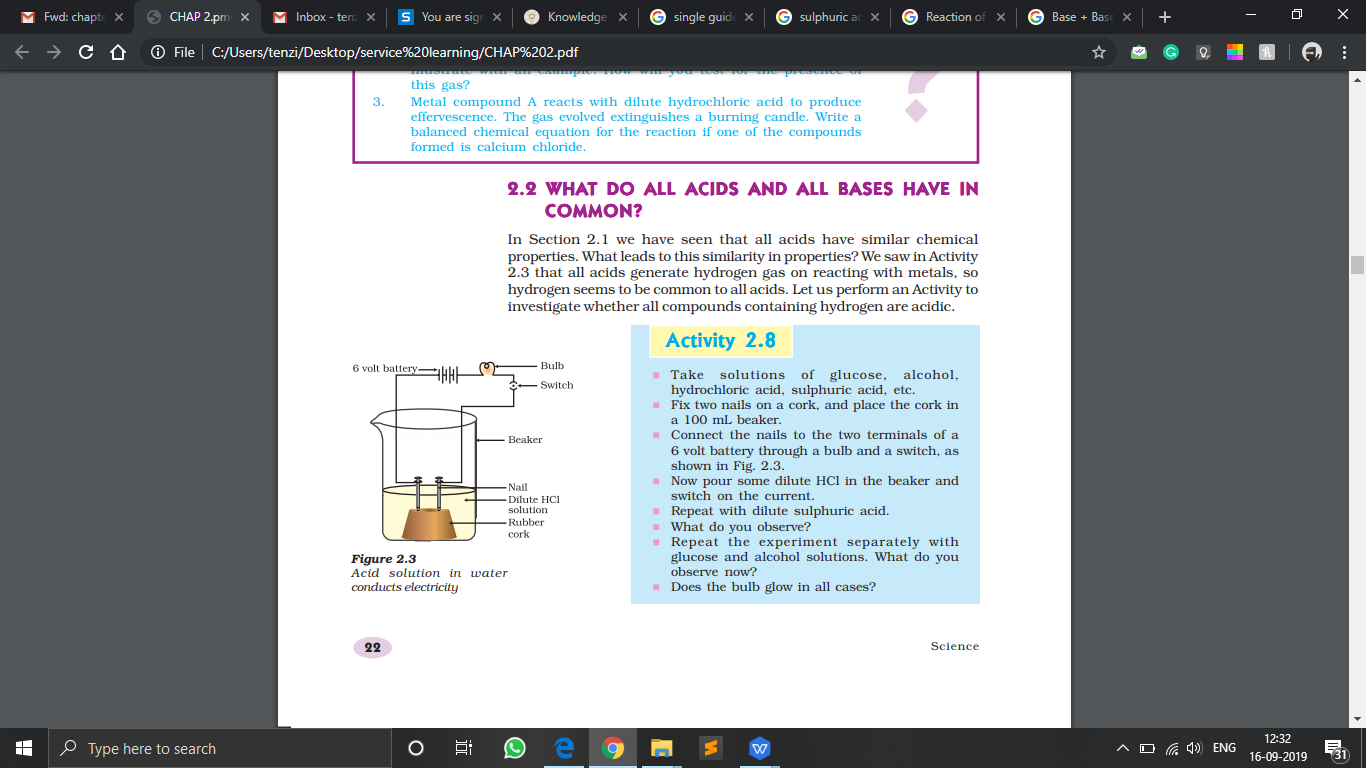 Fwd: chapte
CHAP 2.pm
Inbox - tenz
You are sign
Knowledge
single guide
sulphuric ac
Reaction of
Base + Base
File C:/Users/tenzi/Desktop/service%20learning/CHAP%202.pdf
illustrate with an example. How will you test for the presence of
this gas?
3. Metal compound A reacts with dilute hydrochloric acid to produce
effervescence. The gas evolved extinguishes a burning candle. Write a
balanced chemical equation for the reaction if one of the compounds
formed is calcium chloride.
?
2.2 WHAT DO ALL ACIDS AND ALL BASES HAVE IN
COMMON?
In Section 2.1 we have seen that all acids have similar chemical
properties. What leads to this similarity in properties? We saw in Activity
2.3 that all acids generate hydrogen gas on reacting with metals, so
hydrogen seems to be common to all acids. Let us perform an Activity to
investigate whether all compounds containing hydrogen are acidic.
6 volt battery
Bulb
Switch
Beaker
Nail
Dilute HCl
solution
Rubber
cork
Figure 2.3
Acid solution in water
conducts electricity
Activity 2.8
Take solutions of glucose, alcohol,
hydrochloric acid, sulphuric acid, etc.
Fix two nails on a cork, and place the cork in
a 100 mL beaker.
Connect the nails to the two terminals of a
6 volt battery through a bulb and a switch, as
shown in Fig. 2.3.
Now pour some dilute HCl in the beaker and
switch on the current.
Repeat with dilute sulphuric acid.
What do you observe?
Repeat the experiment separately with
glucose and alcohol solutions. What do you
observe now?
Does the bulb glow in all cases?
22
Science
Type here to search
ENG
12:32
16-09-2019
31